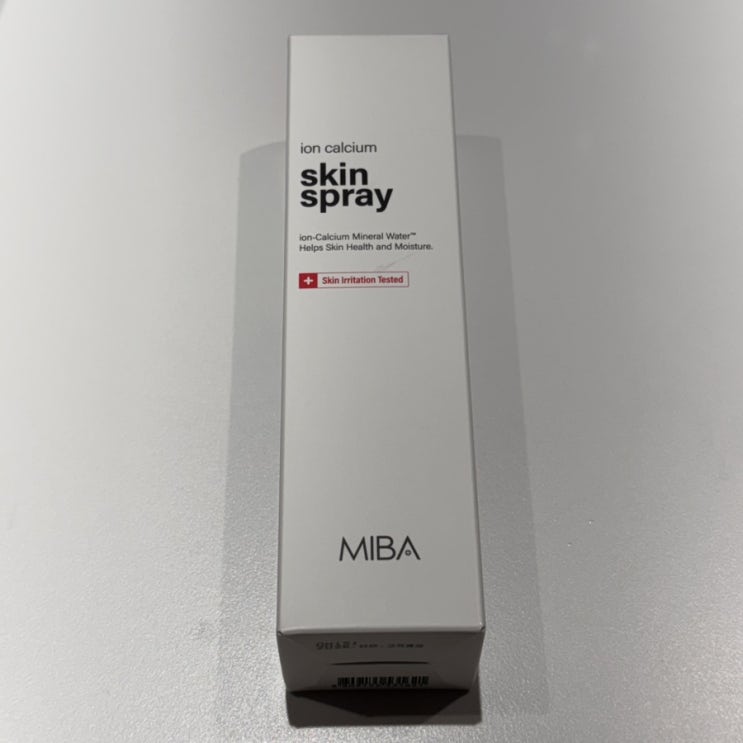 ion calcium
skin
spray
ion-Calcium Mineral Water™
Helps Skin Health and Moisture.
Skin Irritation Tested
MIBA